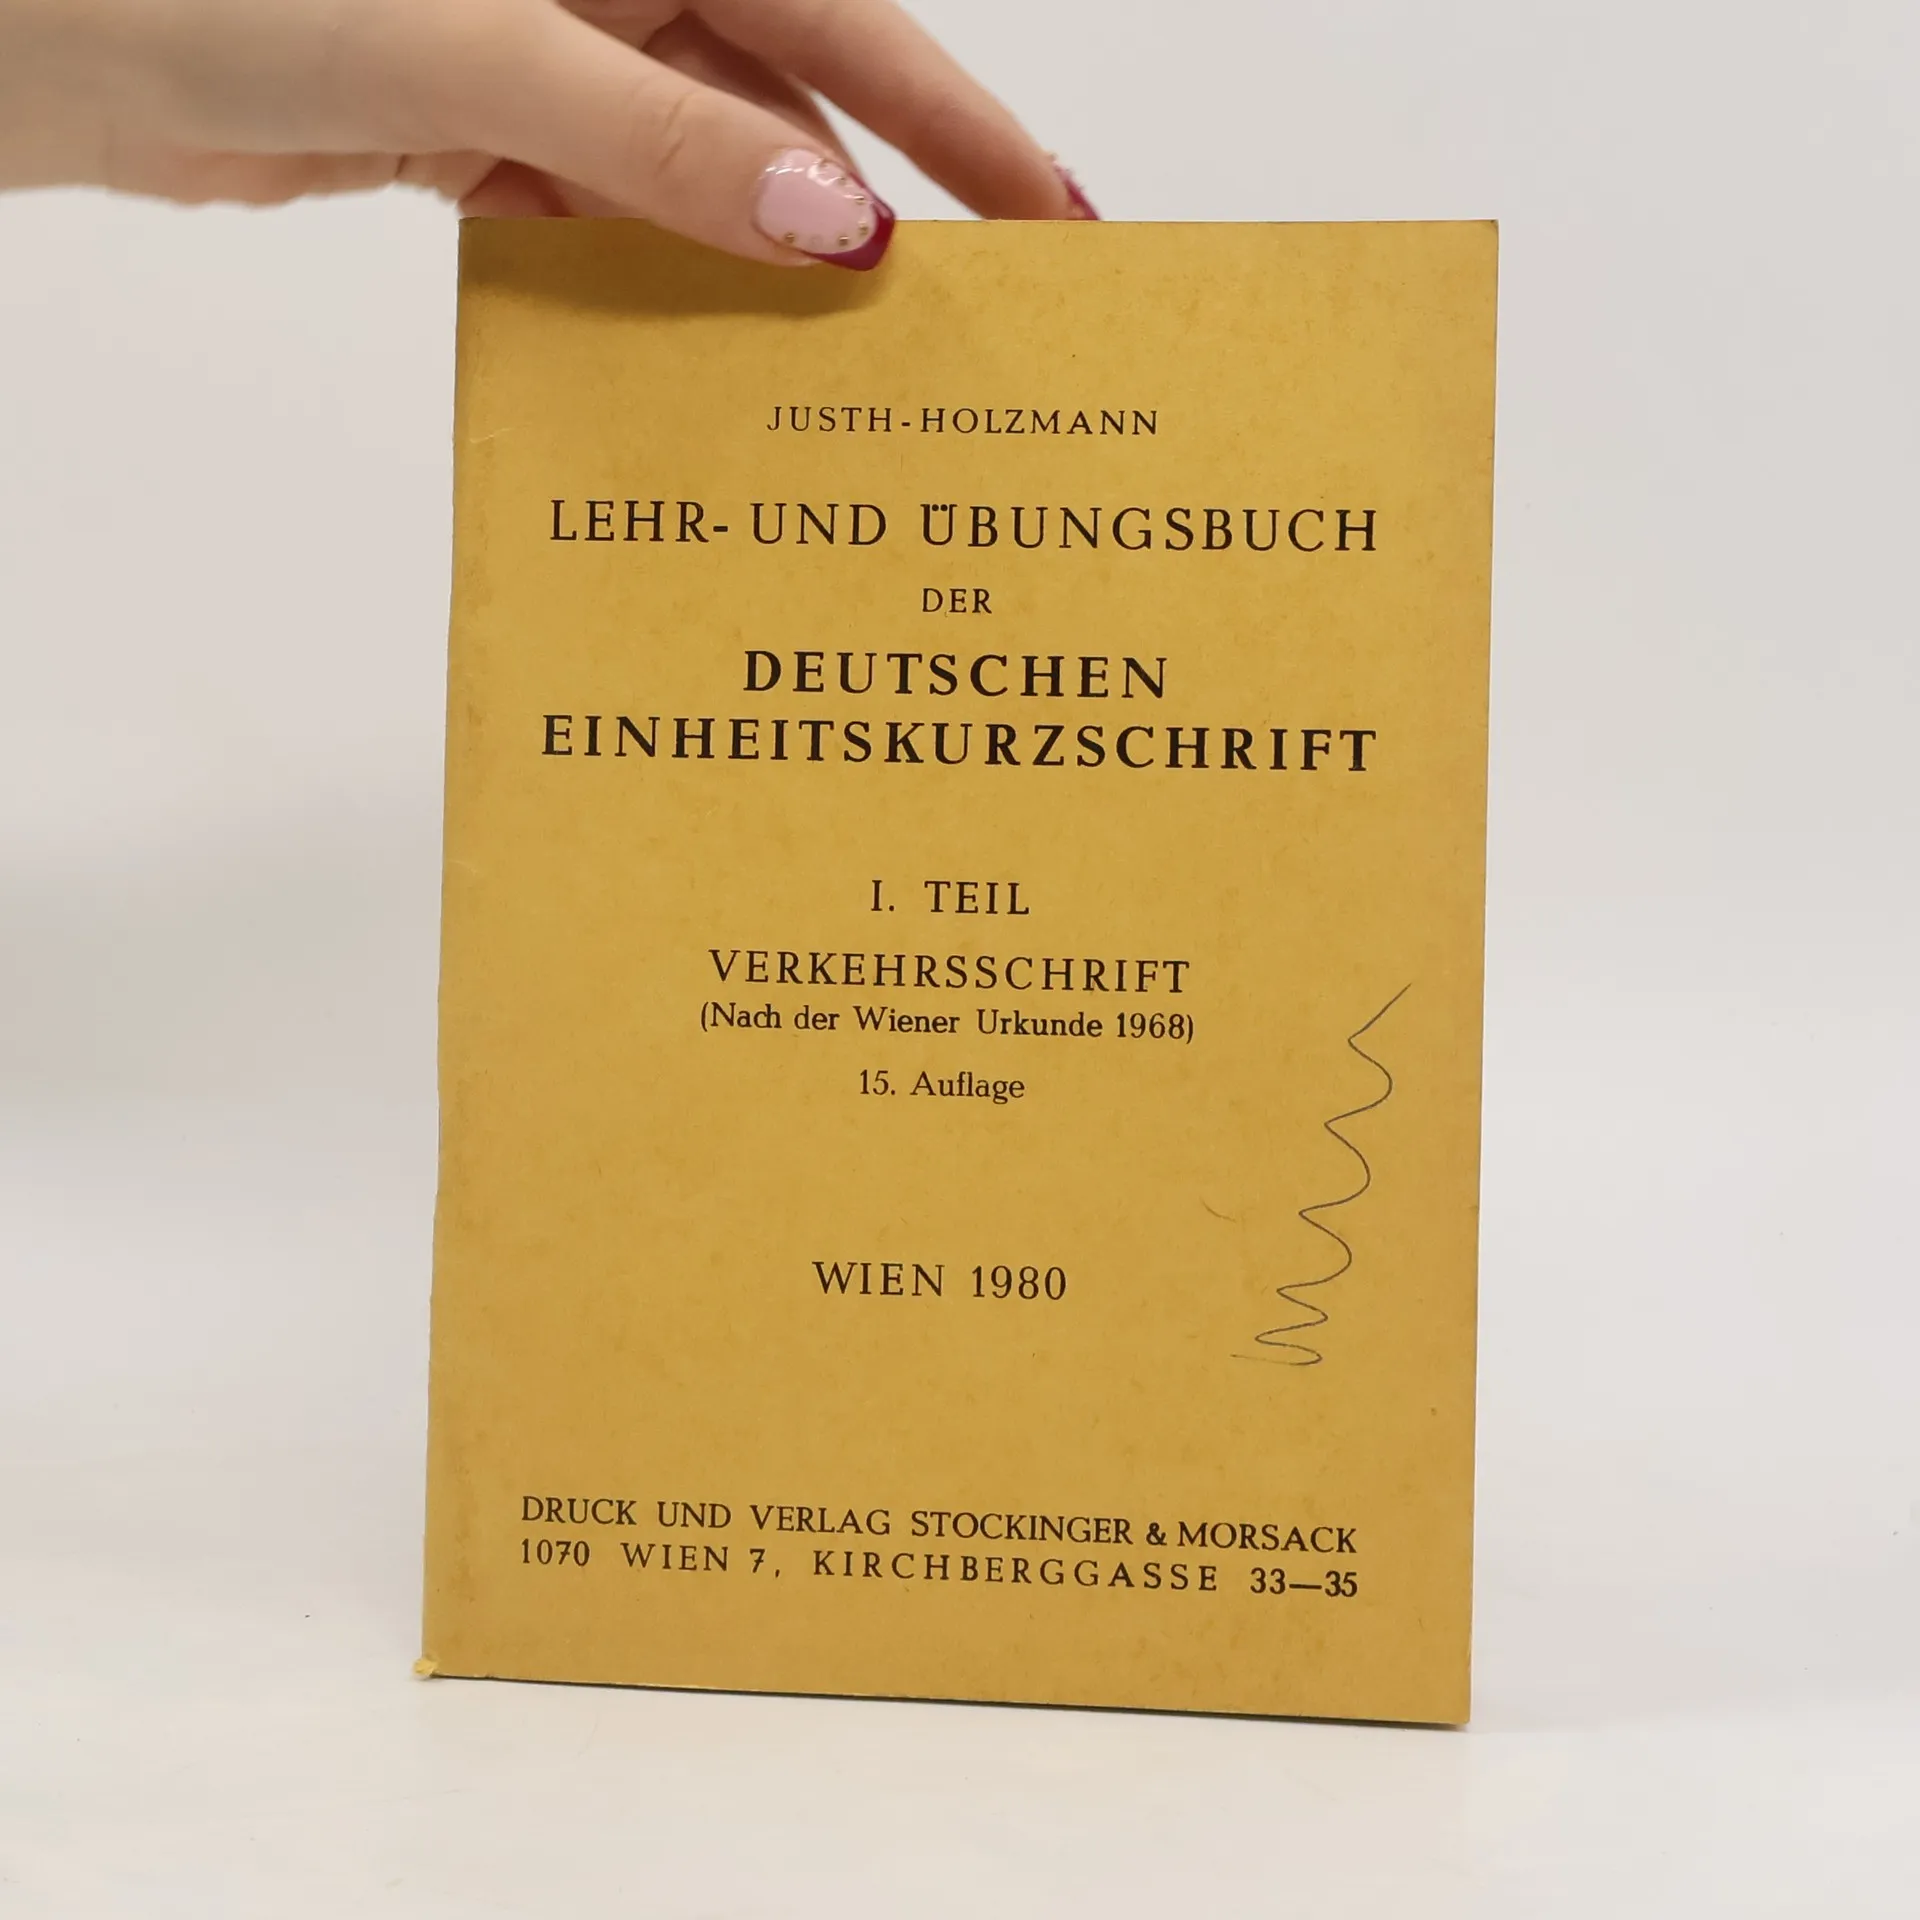 JUSTH-HOLZMANN
LEHR- UND ÜBUNGSBUCH
DER
DEUTSCHEN
EINHEITSKURZSCHRIFT
I. TEIL
VERKEHRSSCHRIFT
(Nach der Wiener Urkunde 1968)
15. Auflage
WIEN 1980
DRUCK UND VERLAG STOCKINGER & MORSACK
1070 WIEN 7, KIRCHBERGGASSE 33—35